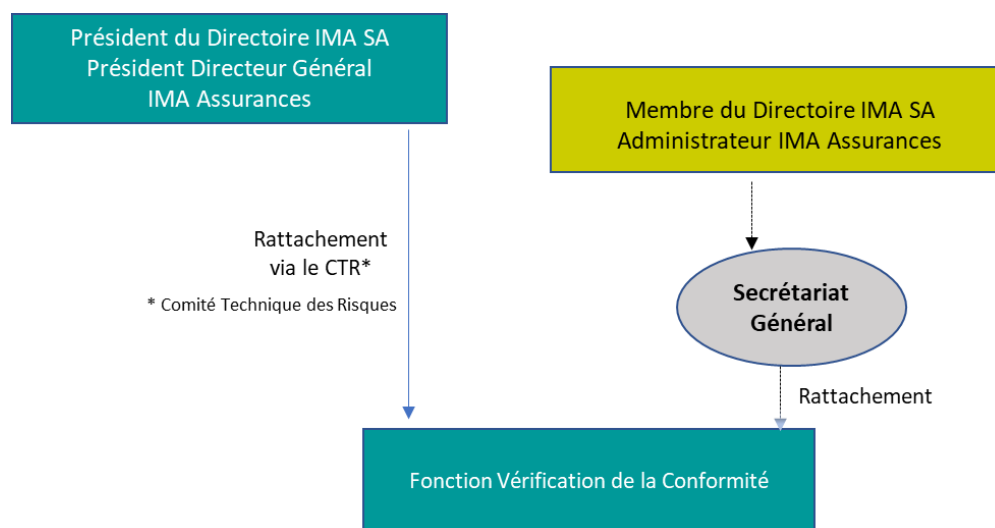 Président du Directoire IMA SA
Président Directeur Général
IMA Assurances
Membre du Directoire IMA SA
Administrateur IMA Assurances
Rattachement
via le CTR*
* Comité Technique des Risques
Secrétariat
Général
Rattachement
Fonction Vérification de la Conformité